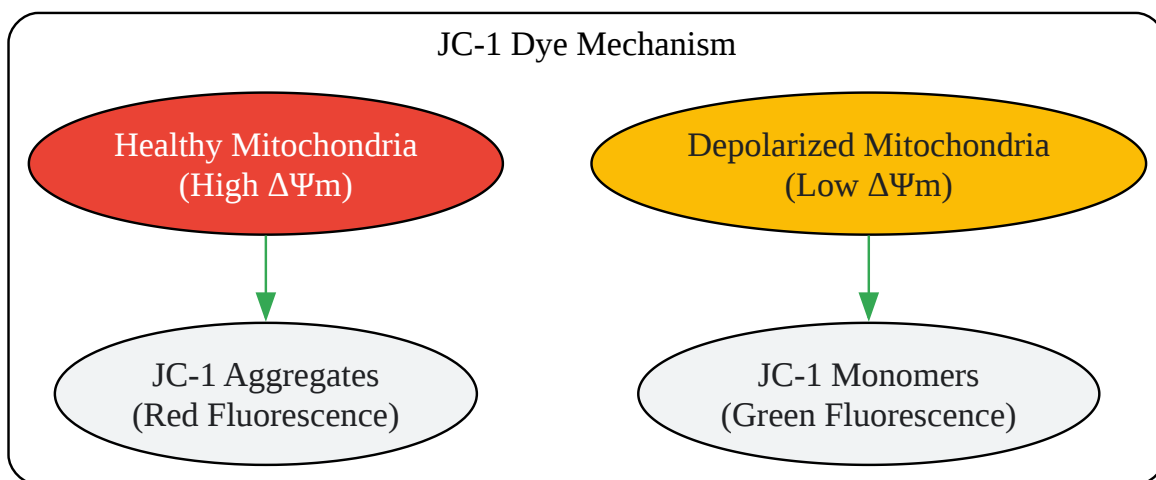 JC-1 Dye Mechanism
Healthy Mitochondria
(High ΔΨm)
Depolarized Mitochondria
(Low ΔΨm)
JC-1 Aggregates
(Red Fluorescence)
JC-1 Monomers
(Green Fluorescence)